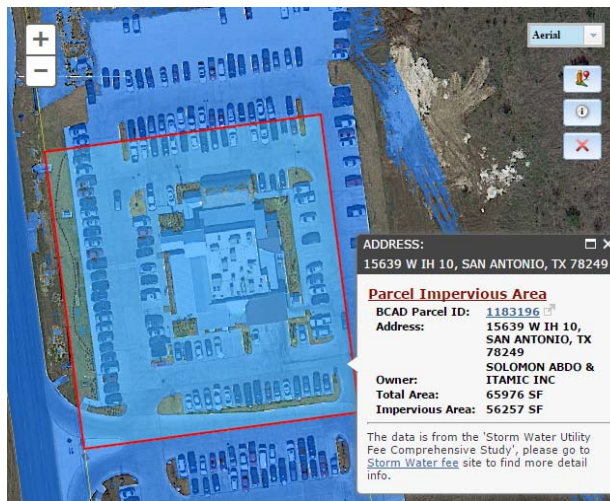 +
−
Aerial
ADDRESS:
15639 W IH 10, SAN ANTONIO, TX 78249
Parcel Impervious Area
BCAD Parcel ID: 1183196
Address: 15639 W IH 10,
SAN ANTONIO, TX
78249
SOLOMON ABDO &
Owner: ITAMIC INC
Total Area: 65976 SF
Impervious Area: 56257 SF
The data is from the 'Storm Water Utility
Fee Comprehensive Study', please go to
Storm Water fee site to find more detail
info.